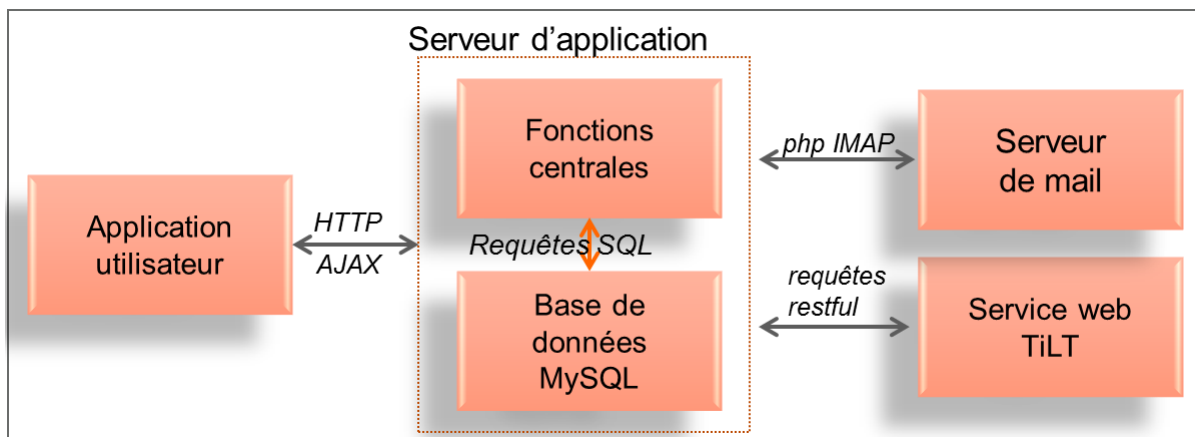 Serveur d'application
Fonctions
centrales
php IMAP
Serveur
de mail
Application
utilisateur
HTTP
AJAX
Requêtes SQL
Base de
données
MySQL
requêtes
restful
Service web
TiLT